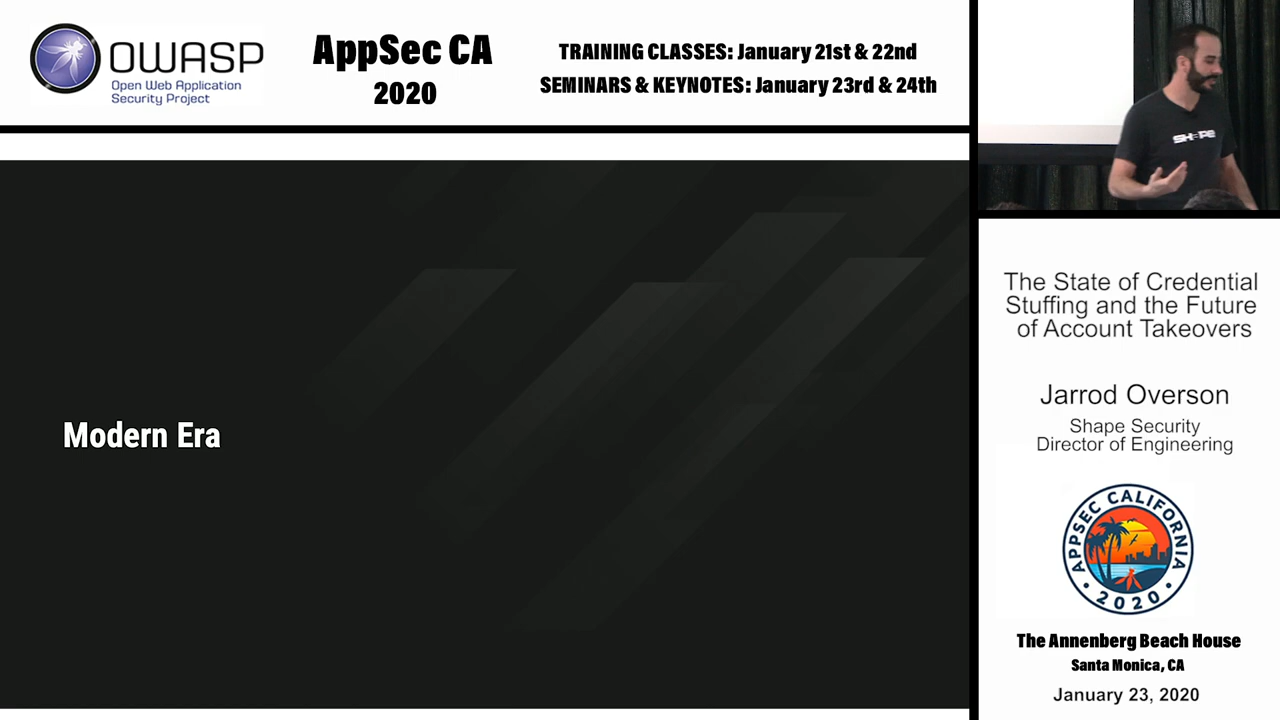 OWASP
Open Web Application
Security Project
AppSec CA
2020
TRAINING CLASSES: January 21st & 22nd
SEMINARS & KEYNOTES: January 23rd & 24th
SHAPE
Modern Era
The State of Credential
Stuffing and the Future
of Account Takeovers
Jarrod Overson
Shape Security
Director of Engineering
APPSEC CALIFORNIA
• 2020 •
The Annenberg Beach House
Santa Monica, CA
January 23, 2020